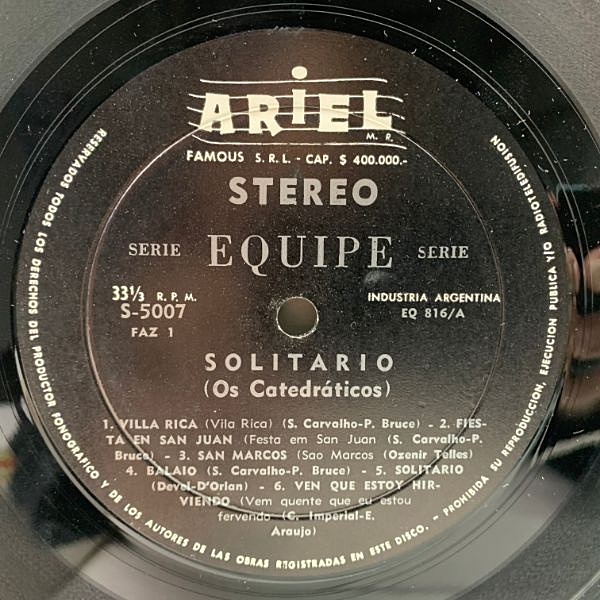 ARIEL
M. R.
FAMOUS S. R. L. - CAP. $ 400.000.-
STEREO
SERIE EQUIPE SERIE
33⅓ R. P. M.
S-5007
FAZ 1
INDUSTRIA ARGENTINA
EQ 816/A
SOLITARIO
(Os Catedráticos)
1. VILLA RICA (Vila Rica) (S. Carvalho-P. Bruce) - 2. FIES-
TA EN SAN JUAN (Festa em San Juan (S. Carvalho-P.
Bruce) - 3. SAN MARCOS (Sao Marcos (Ozenir Telles)
4. BALAIO (S. Carvalho-P. Bruce) - 5. SOLITARIO
(Devel-D'Orlan) - 6. VEN QUE ESTOY HIR-
VIENDO (Vem quente que eu estou
fervendo (C. Imperial-E.
Araujo)
RESERVADOS TODOS LOS DERECHOS DEL PRODUCTOR FONOGRAFICO Y DE LOS AUTORES DE LAS OBRAS REGISTRADAS EN ESTE DISCO. - PROHIBIDA SU REPRODUCCION, EJECUCION PUBLICA Y/O RADIOTELEDIFUSION